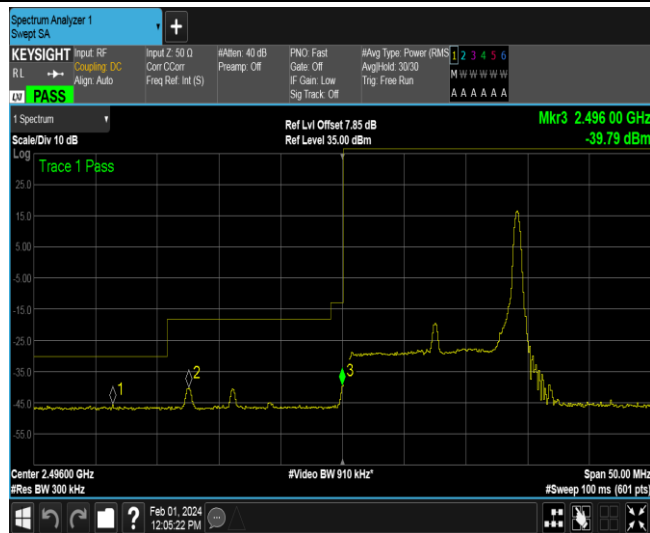 Spectrum Analyzer 1
Swept SA
+
KEYSIGHT
RL
LXI
PASS
Input: RF
Coupling: DC
Align: Auto
Input Z: 50 Ω
Corr CCorr
Freq Ref: Int (S)
#Atten: 40 dB
Preamp: Off
PNO: Fast
Gate: Off
IF Gain: Low
Sig Track: Off
#Avg Type: Power (RMS
Avg|Hold: 30/30
Trig: Free Run
1 2 3 4 5 6
M W W W W W
A A A A A A
1 Spectrum
Scale/Div 10 dB
Ref Lvl Offset 7.85 dB
Ref Level 35.00 dBm
Mkr3 2.496 00 GHz
-39.79 dBm
Log
Trace 1 Pass
25.0
15.0
5.00
-5.00
-15.0
-25.0
-35.0
-45.0
-55.0
1
2
3
Center 2.49600 GHz
#Res BW 300 kHz
#Video BW 910 kHz*
Span 50.00 MHz
#Sweep 100 ms (601 pts)
?
Feb 01, 2024
12:05:22 PM